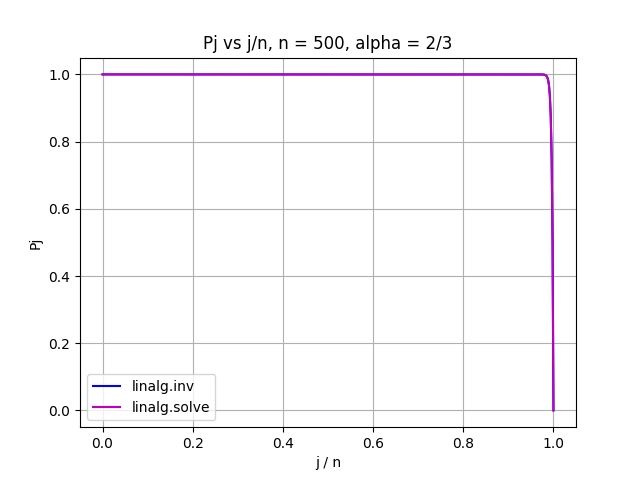 Pj vs j/n, n = 500, alpha = 2/3
1.0
0.8
0.6
0.4
0.2
0.0
Pj
linalg.inv
linalg.solve
0.0 0.2 0.4 0.6 0.8 1.0
j / n